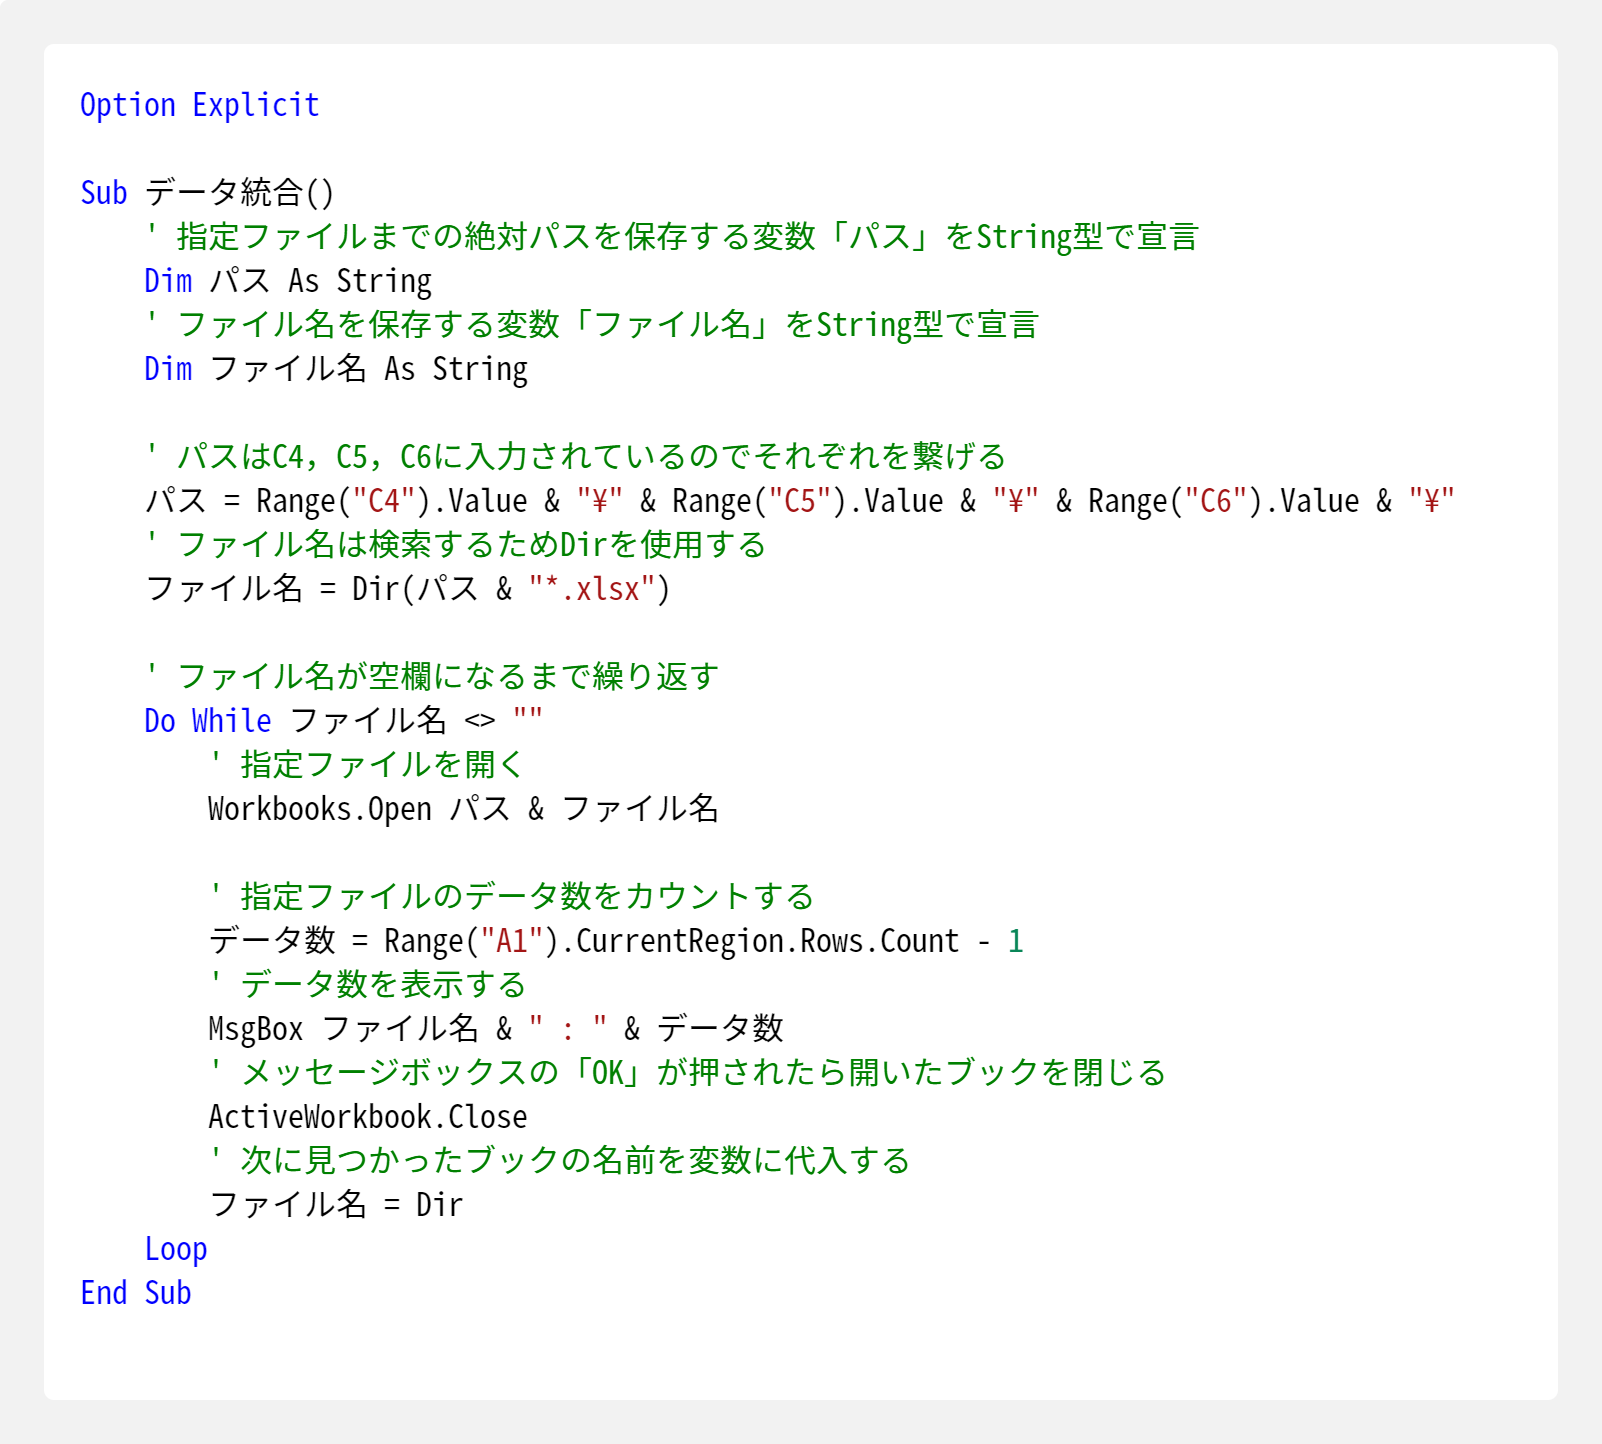 Option Explicit
Sub データ統合()
' 指定ファイルまでの絶対パスを保存する変数「パス」をString型で宣言
Dim パス As String
' ファイル名を保存する変数「ファイル名」をString型で宣言
Dim ファイル名 As String
' パスはC4，C5，C6に入力されているのでそれぞれを繋げる
パス = Range("C4").Value & "¥" & Range("C5").Value & "¥" & Range("C6").Value & "¥"
' ファイル名は検索するためDirを使用する
ファイル名 = Dir(パス & "*.xlsx")
' ファイル名が空欄になるまで繰り返す
Do While ファイル名 <> ""
' 指定ファイルを開く
Workbooks.Open パス & ファイル名
' 指定ファイルのデータ数をカウントする
データ数 = Range("A1").CurrentRegion.Rows.Count - 1
' データ数を表示する
MsgBox ファイル名 & " : " & データ数
' メッセージボックスの「OK」が押されたら開いたブックを閉じる
ActiveWorkbook.Close
' 次に見つかったブックの名前を変数に代入する
ファイル名 = Dir
Loop
End Sub